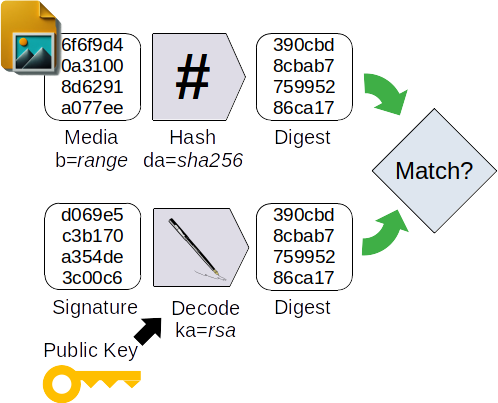 6f6f9d4
0a3100
8d6291
a077ee
Media
b=range
#
Hash
da=sha256
390cbd
8cbab7
759952
86ca17
Digest
Match?
d069e5
c3b170
a354de
3c00c6
Signature
Decode
ka=rsa
390cbd
8cbab7
759952
86ca17
Digest
Public Key